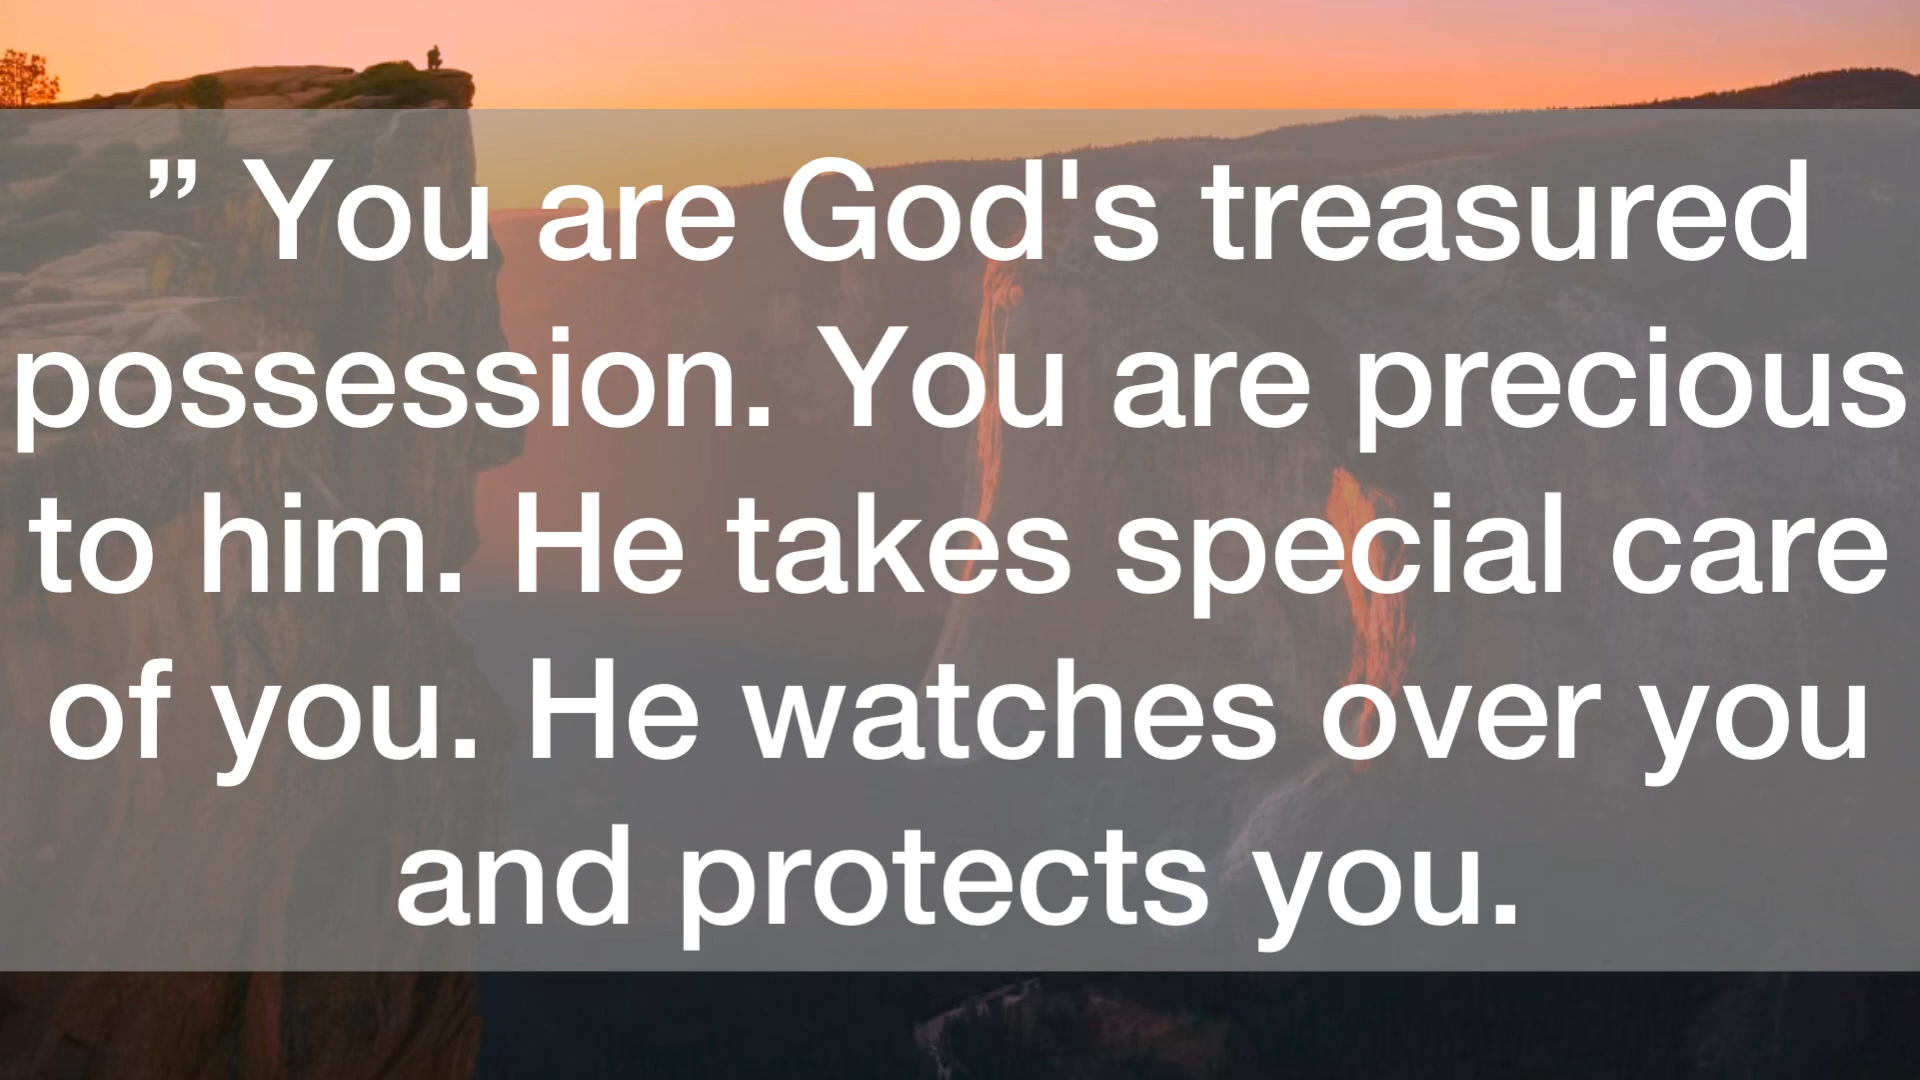 ” You are God's treasured
possession. You are precious
to him. He takes special care
of you. He watches over you
and protects you.